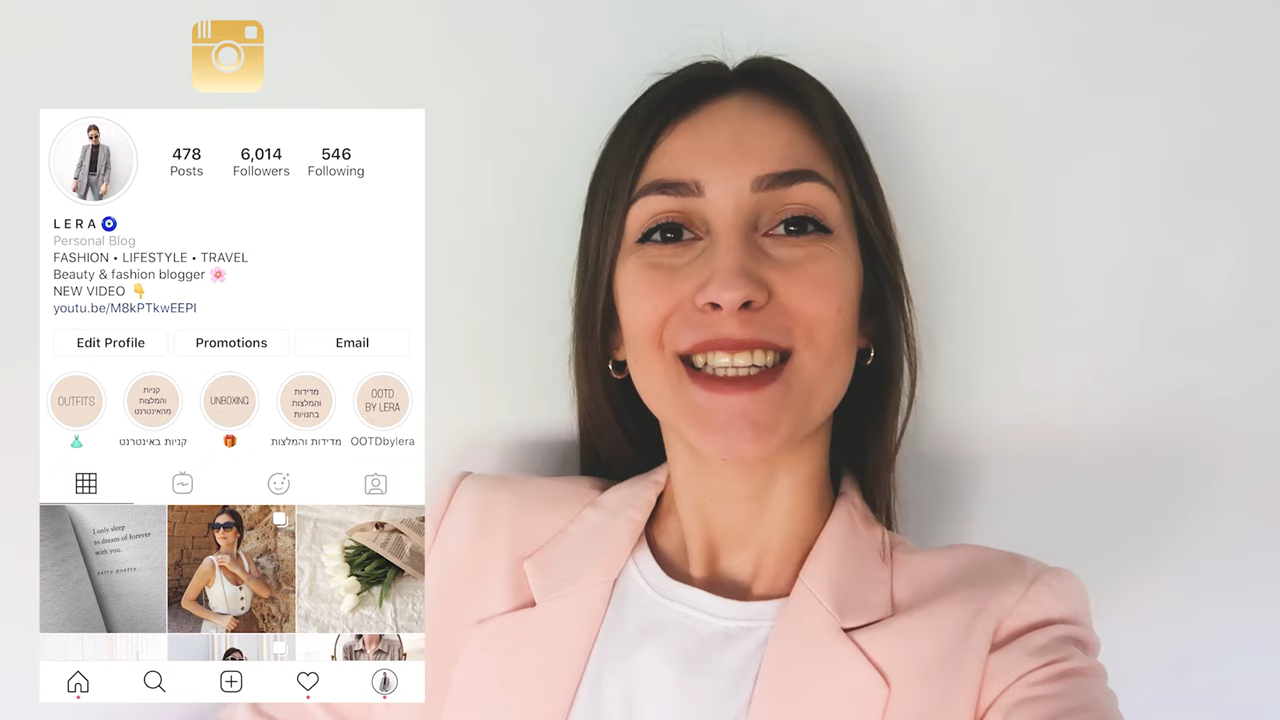 478
6,014
546
Posts
Followers
Following
L E R A
Personal Blog
FASHION • LIFESTYLE • TRAVEL
Beauty & fashion blogger
NEW VIDEO
youtu.be/M8kPTkwEEPI
Edit Profile
Promotions
Email
OUTFITS
קניות
והמלצות
מהאינטרנט
UNBOXING
מדידות
והמלצות
בחנויות
OOTD
BY LERA
קניות באינטרנט
מדידות והמלצות
OOTDbylera
I only sleep
to dream of forever
with you.
perry poetry